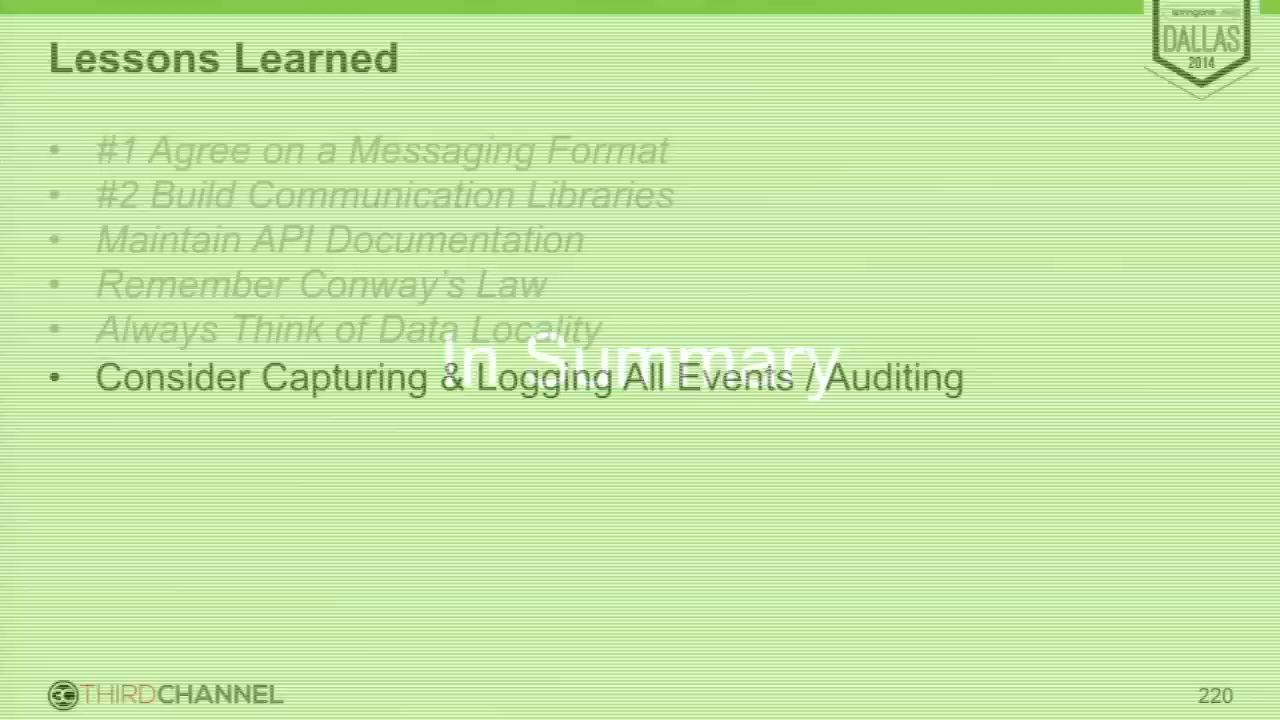 Lessons Learned
DALLAS
2014
• #1 Agree on a Messaging Format
• #2 Build Communication Libraries
• Maintain API Documentation
• Remember Conway's Law
• Always Think of Data Locality
In Summary
• Consider Capturing & Logging All Events / Auditing
THIRDCHANNEL
220